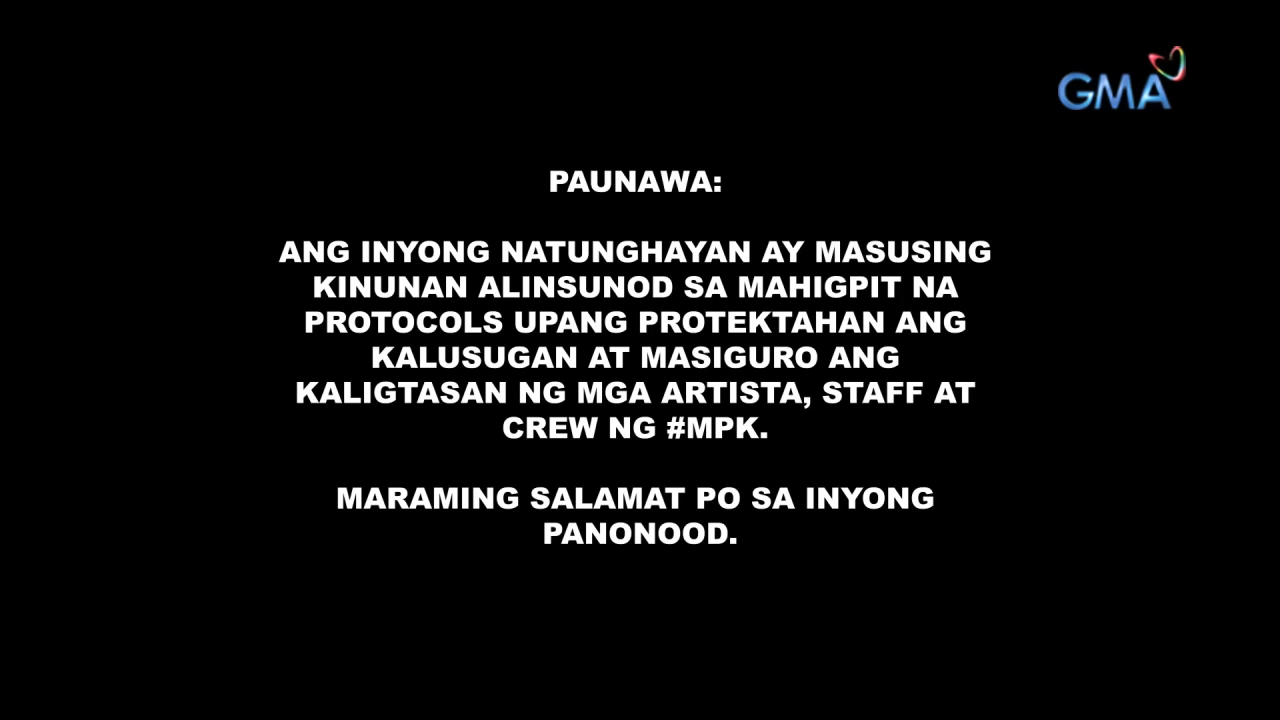 GMA
PAUNAWA:
ANG INYONG NATUNGHAYAN AY MASUSING
KINUNAN ALINSUNOD SA MAHIGPIT NA
PROTOCOLS UPANG PROTEKTAHAN ANG
KALUSUGAN AT MASIGURO ANG
KALIGTASAN NG MGA ARTISTA, STAFF AT
CREW NG #MPK.
MARAMING SALAMAT PO SA INYONG
PANONOOD.